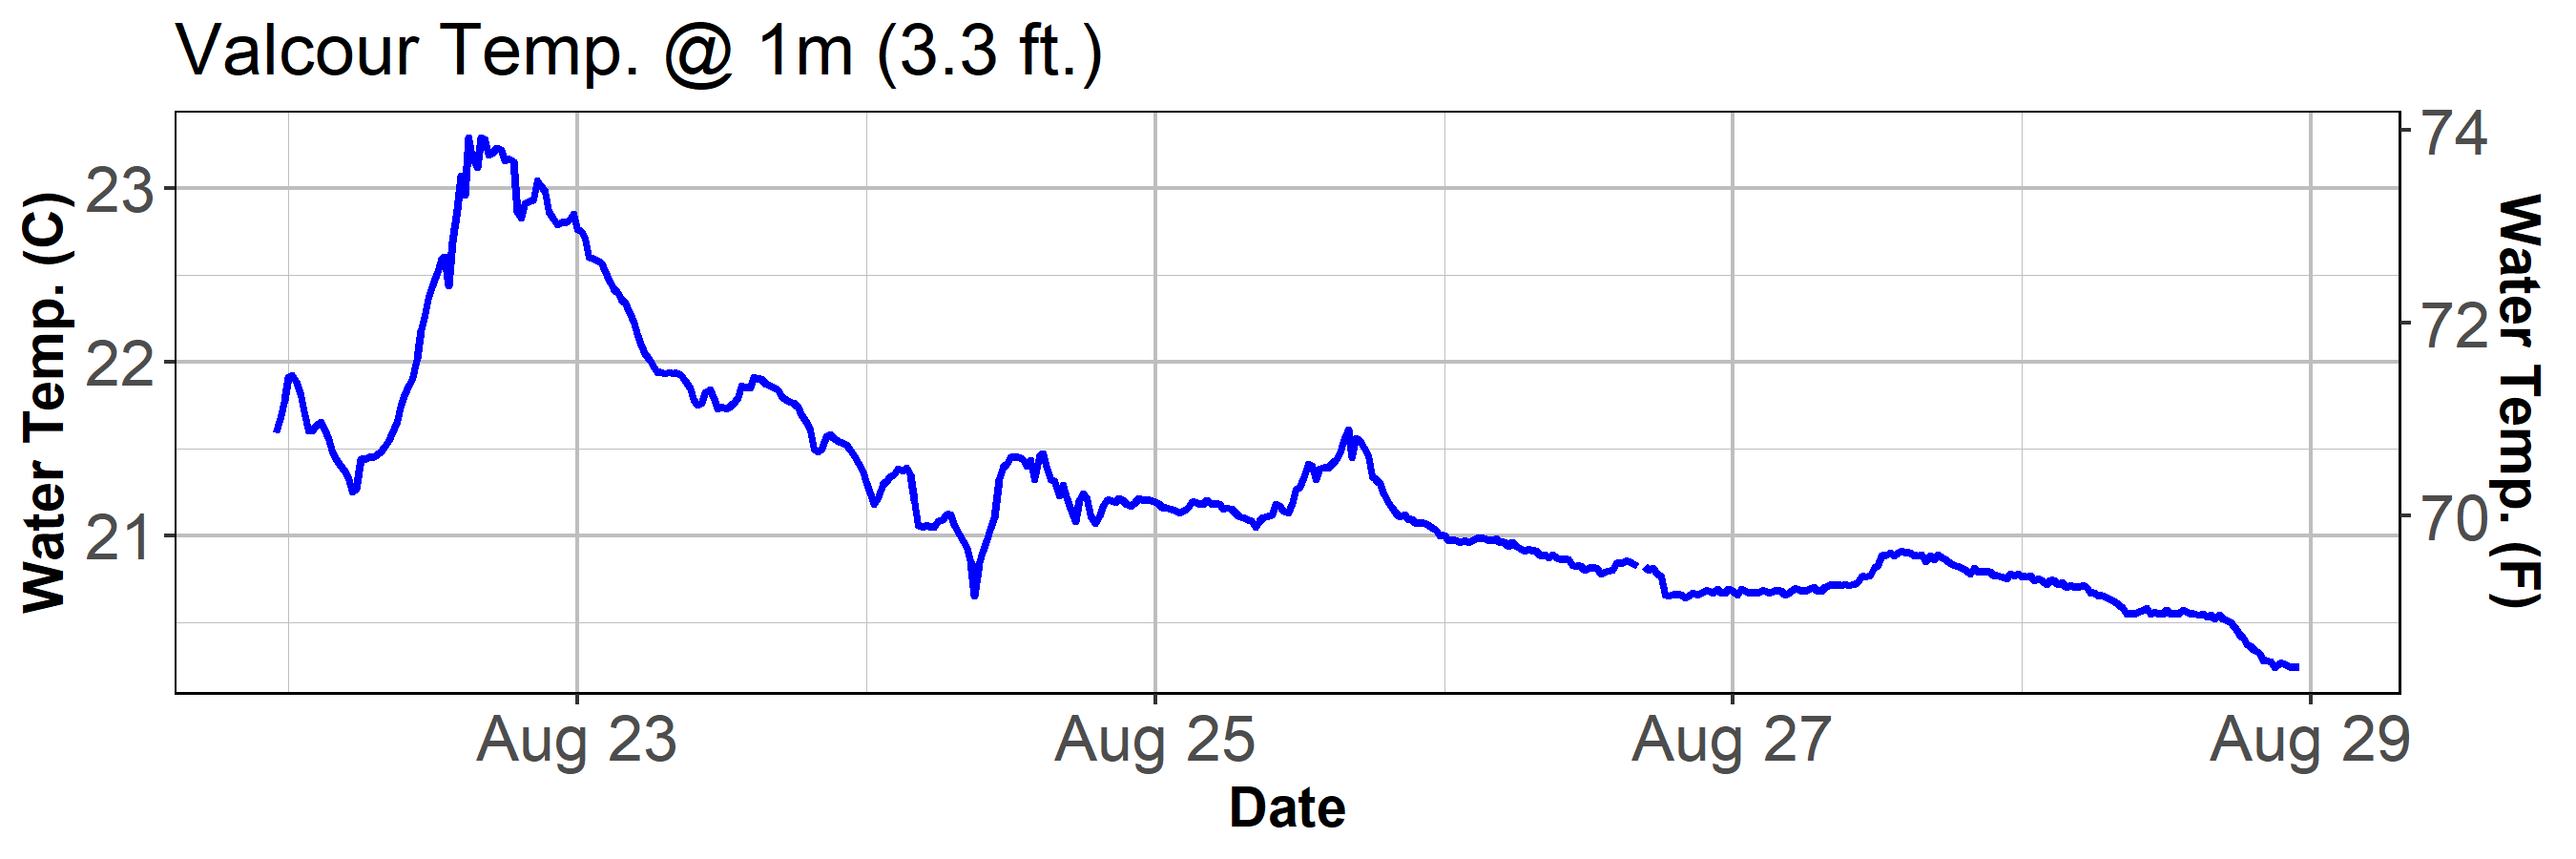 Valcour Temp. @ 1m (3.3 ft.)
Water Temp. (C)
23
22
21
74
72
70
Water Temp. (F)
Aug 23
Aug 25
Aug 27
Aug 29
Date